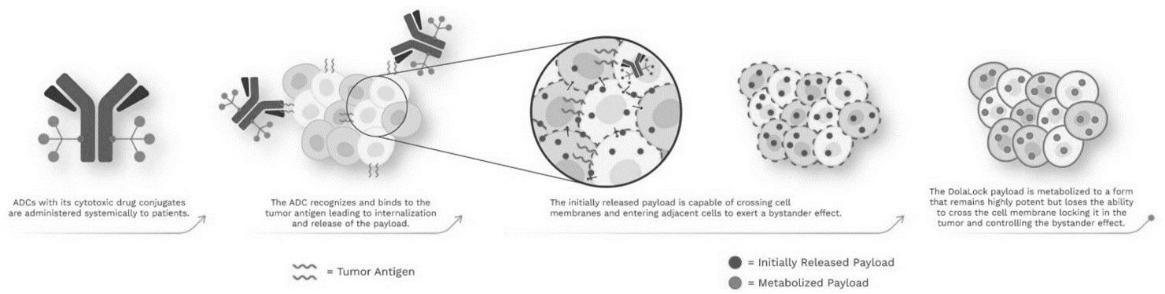 ADCs with its cytotoxic drug conjugates
are administered systemically to patients.
The ADC recognizes and binds to the
tumor antigen leading to internalization
and release of the payload.
The initially released payload is capable of crossing cell
membranes and entering adjacent cells to exert a bystander effect.
The DolaLock payload is metabolized to a form
that remains highly potent but loses the ability
to cross the cell membrane locking it in the
tumor and controlling the bystander effect.
= Tumor Antigen
= Initially Released Payload
= Metabolized Payload